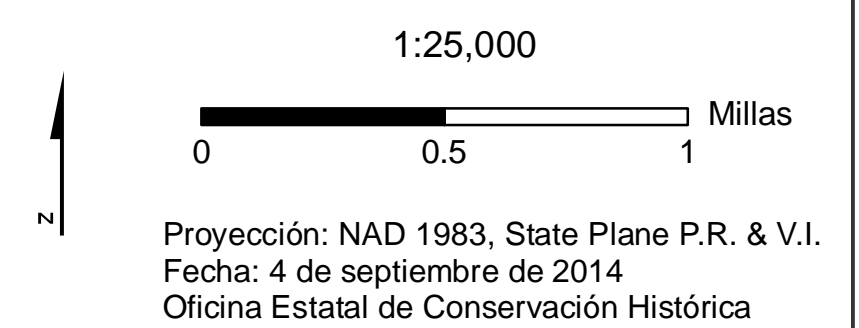 1:25,000
Millas
0 0.5 1
N
Proyección: NAD 1983, State Plane P.R. & V.I.
Fecha: 4 de septiembre de 2014
Oficina Estatal de Conservación Histórica